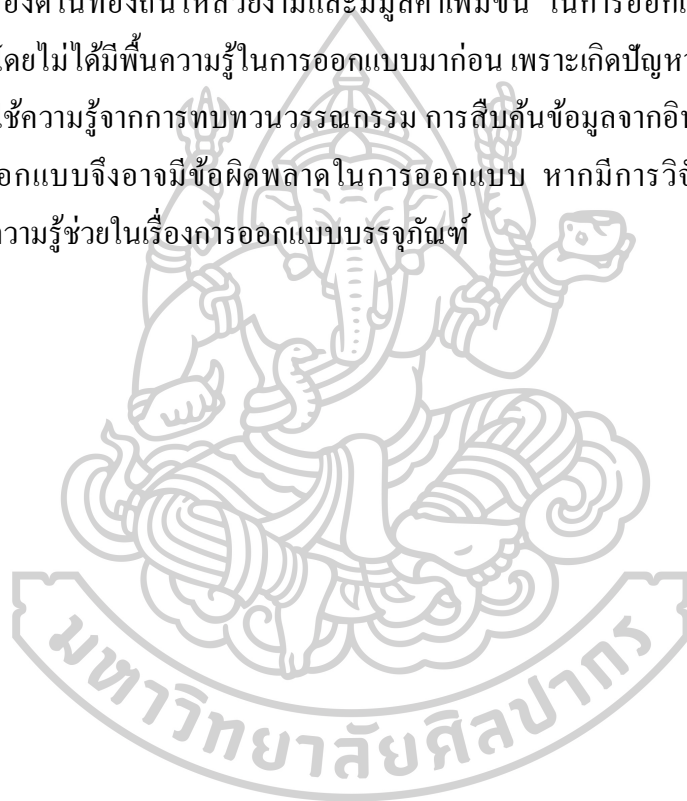 ของดีในท้องถิ่นให้สวยงามและมีมูลค่าเพิ่มขึ้น ในการออกแ
โดยไม่ได้มีพื้นความรู้ในการออกแบบมาก่อน เพราะเกิดปัญหา
ใช้ความรู้จากการทบทวนวรรณกรรม การสืบค้นข้อมูลจากอิน
อกแบบจึงอาจมีข้อผิดพลาดในการออกแบบ หากมีการวิจั
ความรู้ช่วยในเรื่องการออกแบบบรรจุภัณฑ์
มหาวิทยาลัยศิลปากร